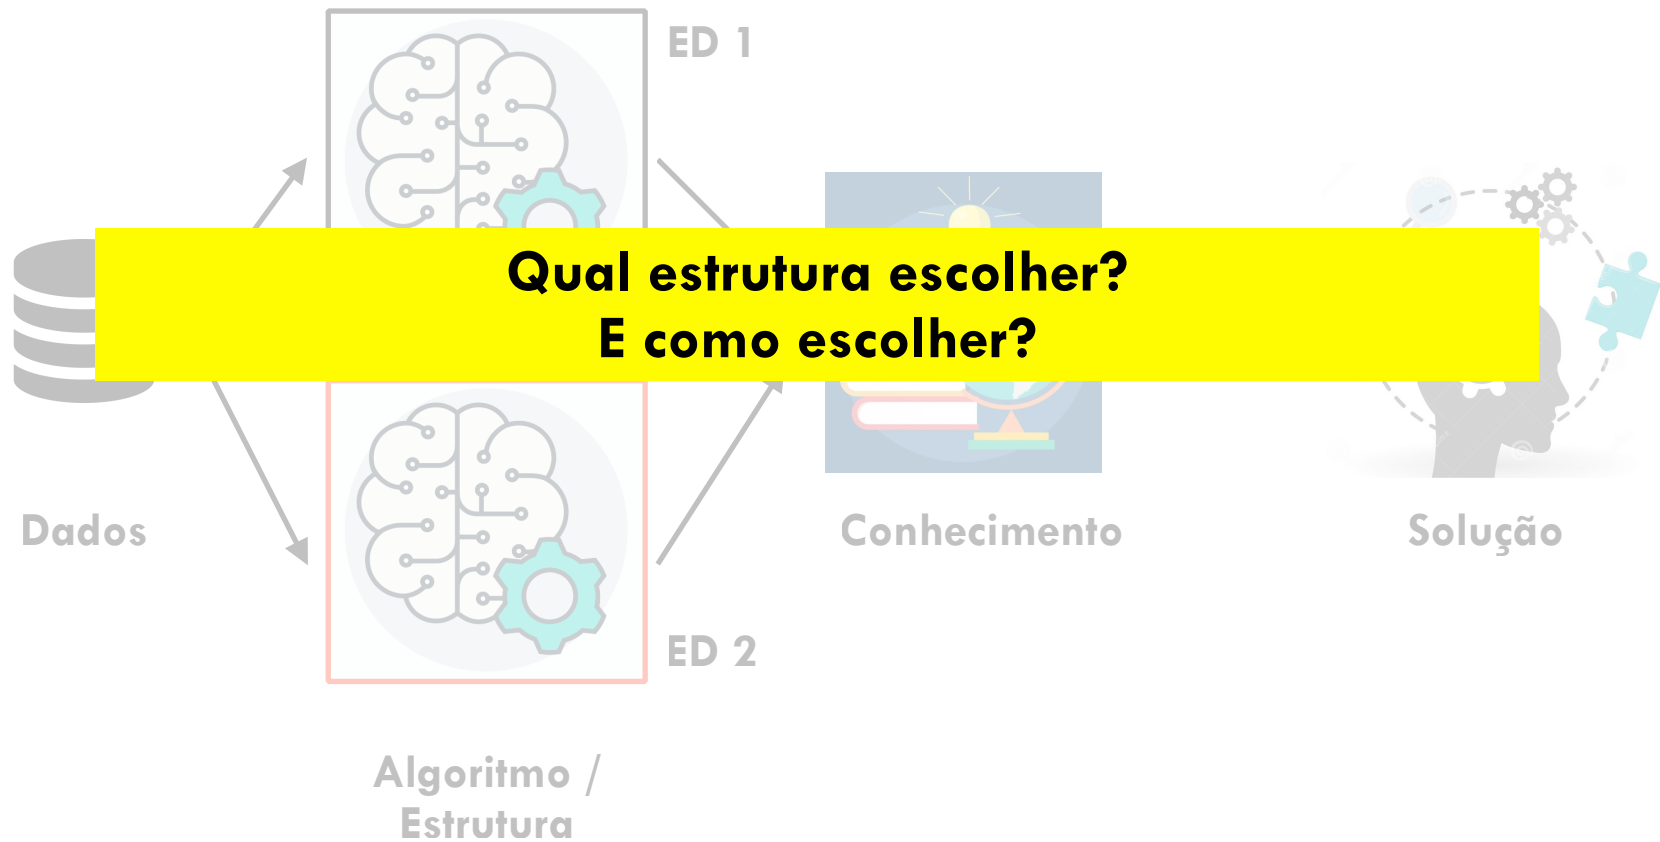 ED 1
Qual estrutura escolher?
E como escolher?
Dados
Conhecimento
Solução
ED 2
Algoritmo /
Estrutura